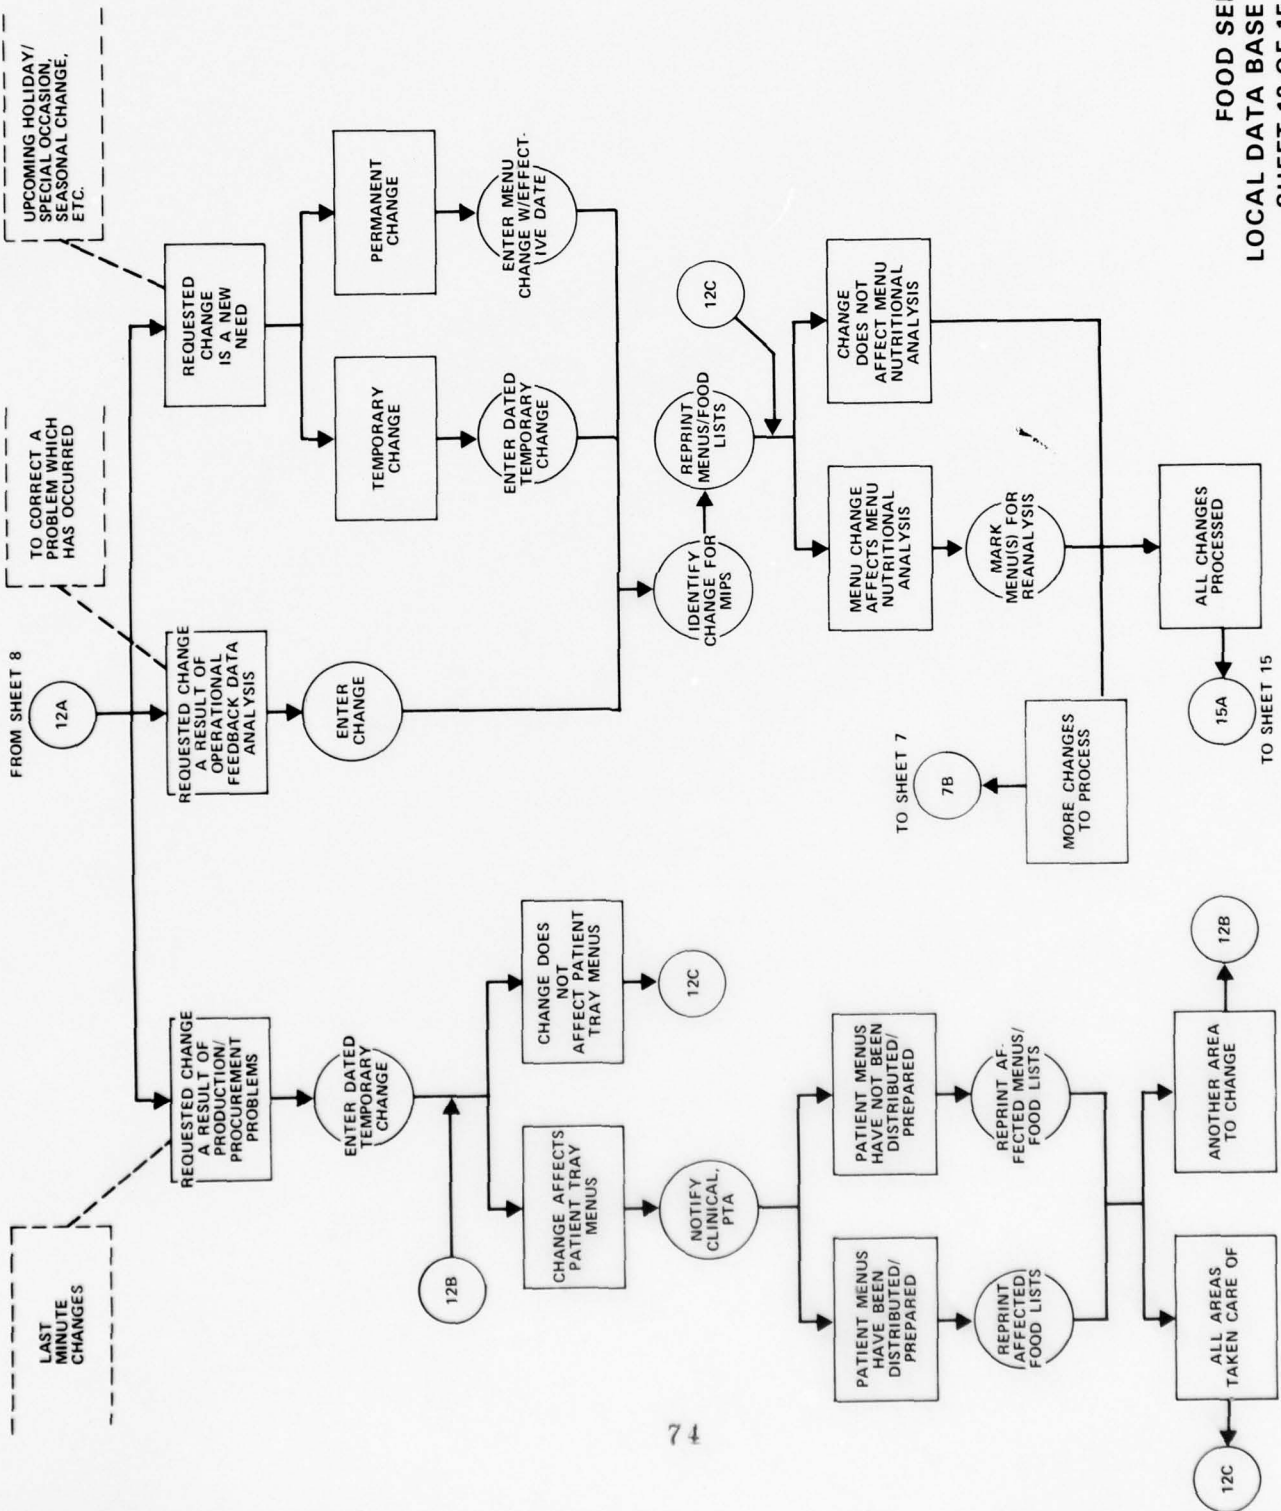 FROM SHEET 8
12A
LAST
MINUTE
CHANGES
TO CORRECT A
PROBLEM WHICH
HAS OCCURRED
UPCOMING HOLIDAY/
SPECIAL OCCASION,
SEASONAL CHANGE,
ETC.
REQUESTED CHANGE
A RESULT OF
PRODUCTION/
PROCUREMENT
PROBLEMS
REQUESTED CHANGE
A RESULT OF
OPERATIONAL
FEEDBACK DATA
ANALYSIS
REQUESTED
CHANGE
IS A NEW
NEED
ENTER DATED
TEMPORARY
CHANGE
ENTER
CHANGE
TEMPORARY
CHANGE
PERMANENT
CHANGE
ENTER DATED
TEMPORARY
CHANGE
ENTER MENU
CHANGE W/EFFECT-
IVE DATE
12B
CHANGE AFFECTS
PATIENT TRAY
MENUS
CHANGE DOES
NOT
AFFECT PATIENT
TRAY MENUS
12C
NOTIFY
CLINICAL,
PTA
IDENTIFY
CHANGE FOR
MIPS
REPRINT
MENUS/FOOD
LISTS
12C
PATIENT MENUS
HAVE BEEN
DISTRIBUTED/
PREPARED
PATIENT MENUS
HAVE NOT BEEN
DISTRIBUTED/
PREPARED
MENU CHANGE
AFFECTS MENU
NUTRITIONAL
ANALYSIS
CHANGE
DOES NOT
AFFECT MENU
NUTRITIONAL
ANALYSIS
REPRINT
AFFECTED
FOOD LISTS
REPRINT AF-
FECTED MENUS/
FOOD LISTS
MARK
MENU(S) FOR
REANALYSIS
TO SHEET 7
7B
MORE CHANGES
TO PROCESS
ALL AREAS
TAKEN CARE OF
12C
ANOTHER AREA
TO CHANGE
12B
ALL CHANGES
PROCESSED
15A
TO SHEET 15
FOOD
LOCAL DATA BASE
74